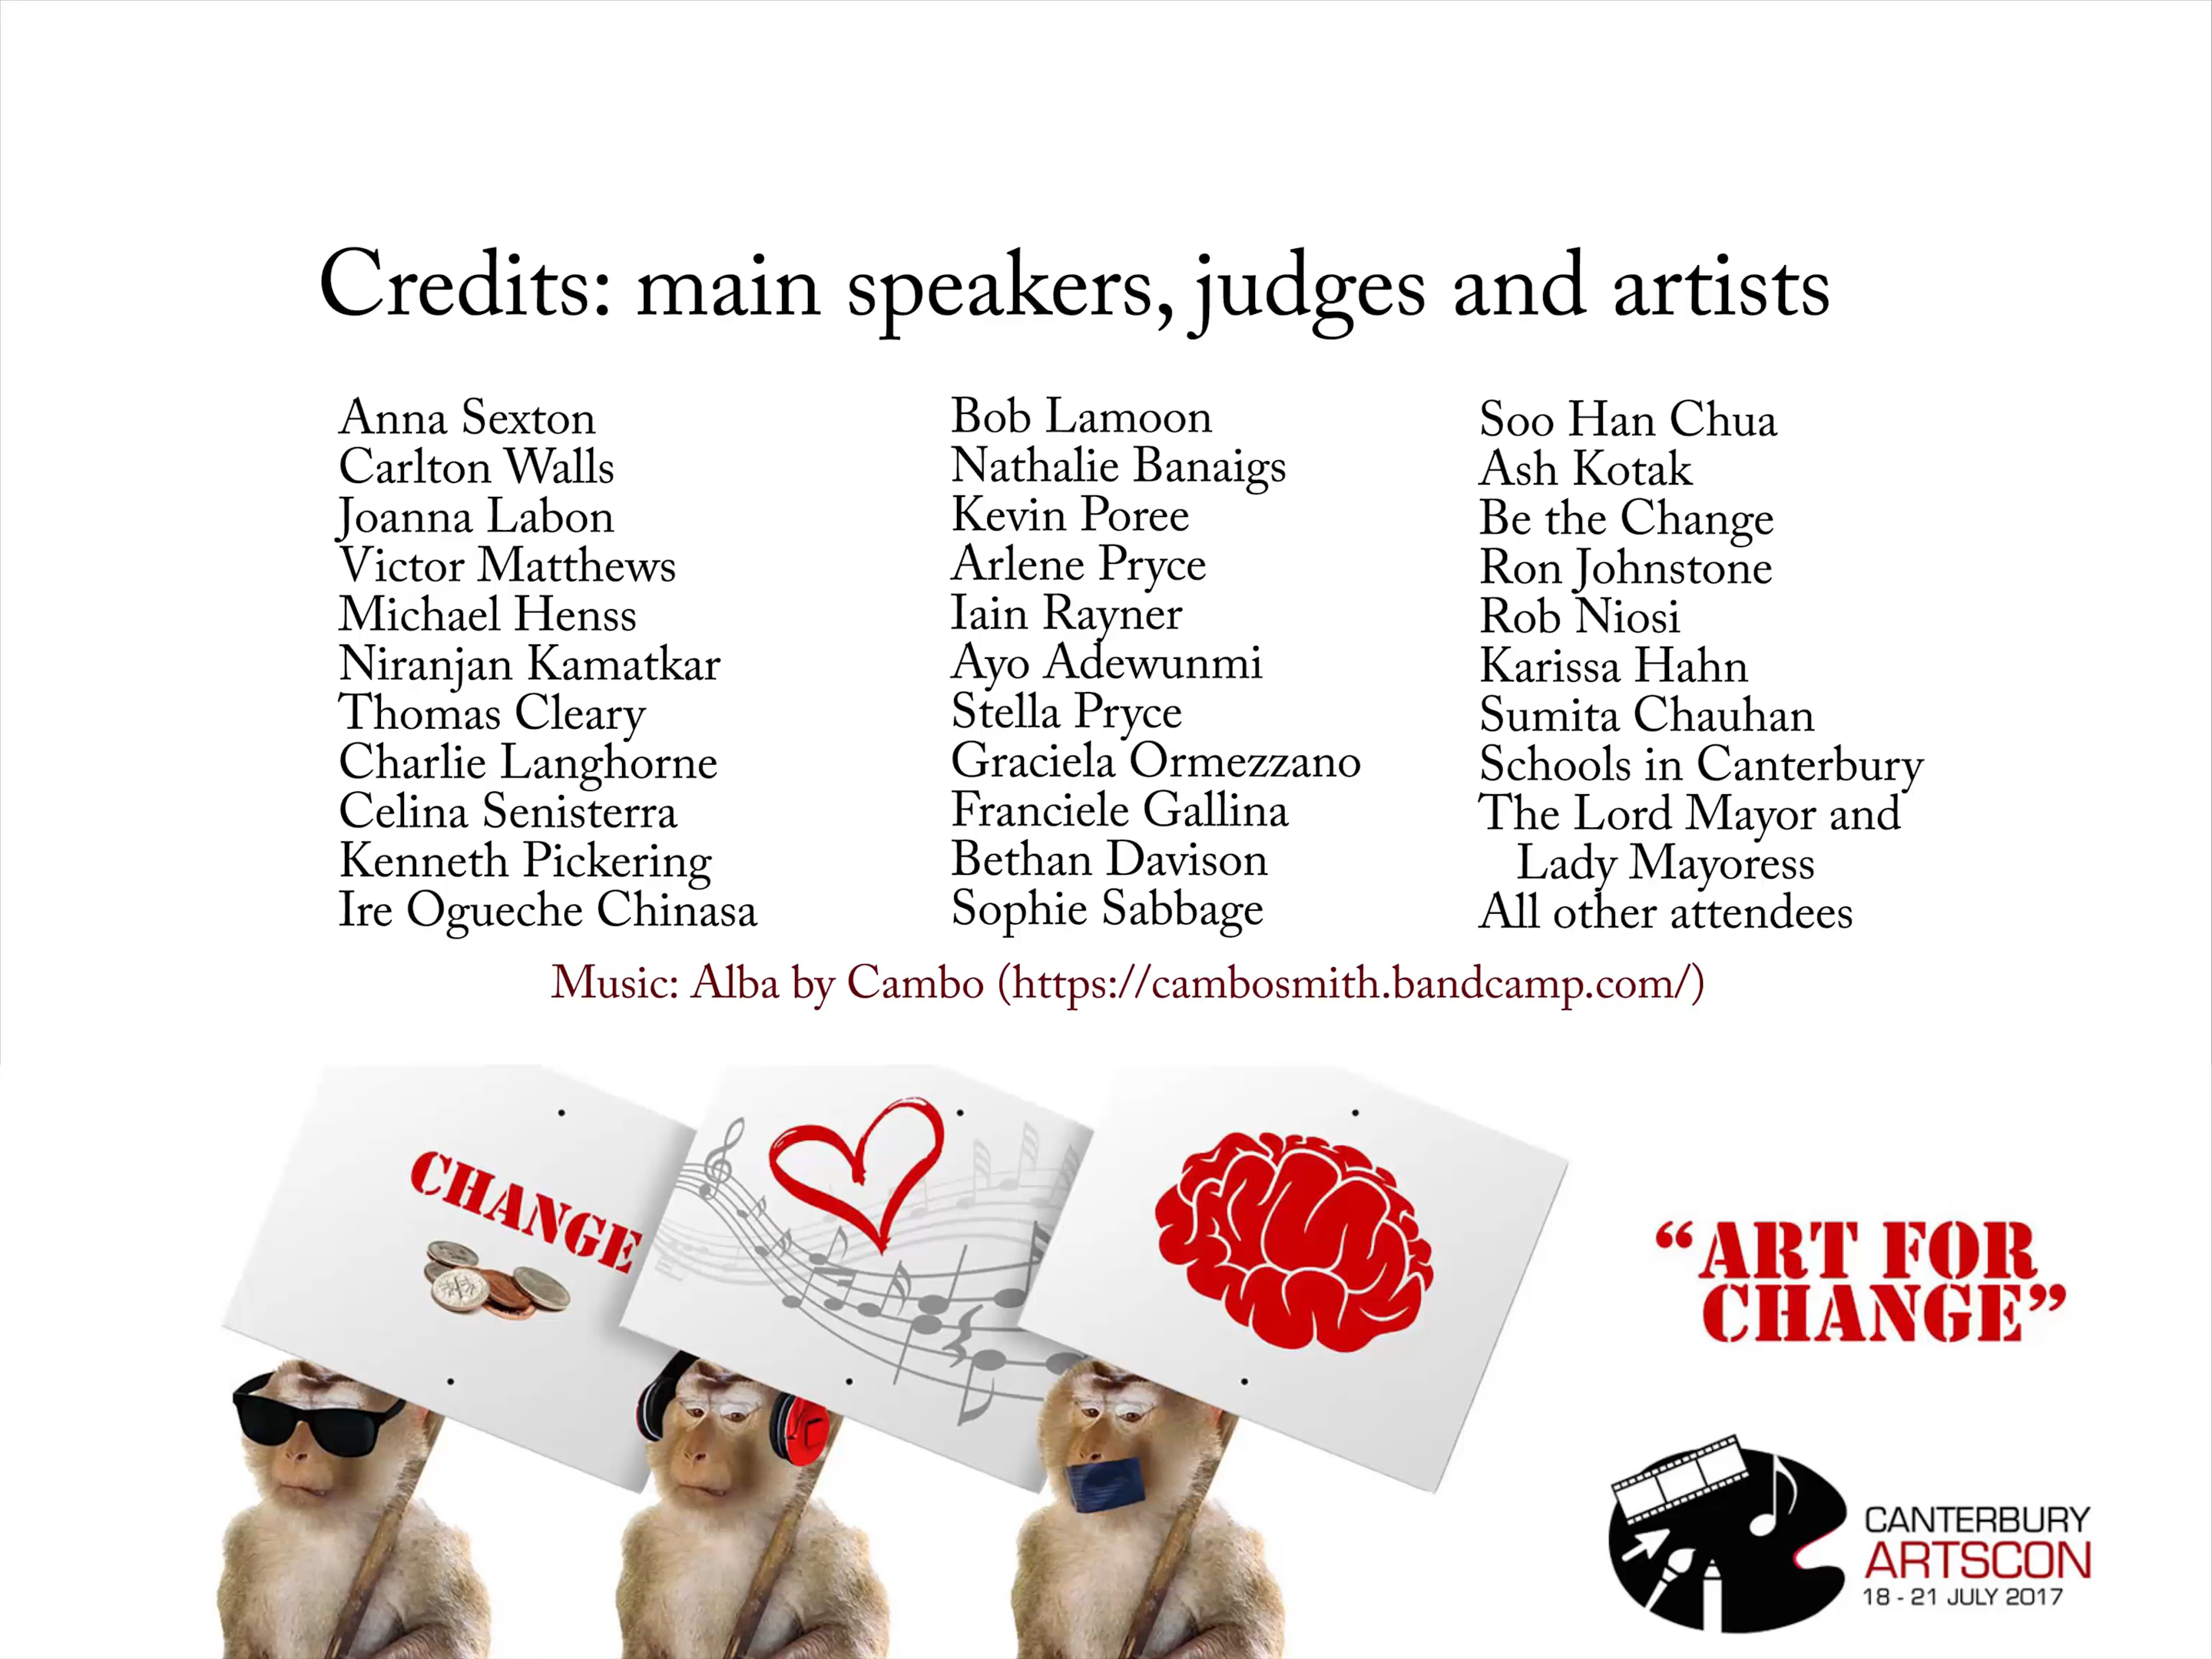 Credits: main speakers, judges and artists
Anna Sexton
Carlton Walls
Joanna Labon
Victor Matthews
Michael Henss
Niranjan Kamatkar
Thomas Cleary
Charlie Langhorne
Celina Senisterra
Kenneth Pickering
Ire Ogueche Chinasa
Bob Lamoon
Nathalie Banaigs
Kevin Poree
Arlene Pryce
Iain Rayner
Ayo Adewunmi
Stella Pryce
Graciela Ormezzano
Franciele Gallina
Bethan Davison
Sophie Sabbage
Soo Han Chua
Ash Kotak
Be the Change
Ron Johnstone
Rob Niosi
Karissa Hahn
Sumita Chauhan
Schools in Canterbury
The Lord Mayor and
Lady Mayoress
All other attendees
Music: Alba by Cambo (https://cambosmith.bandcamp.com/)
CHANGE
“ART FOR
CHANGE”
CANTERBURY
ARTSCON
18 - 21 JULY 2017